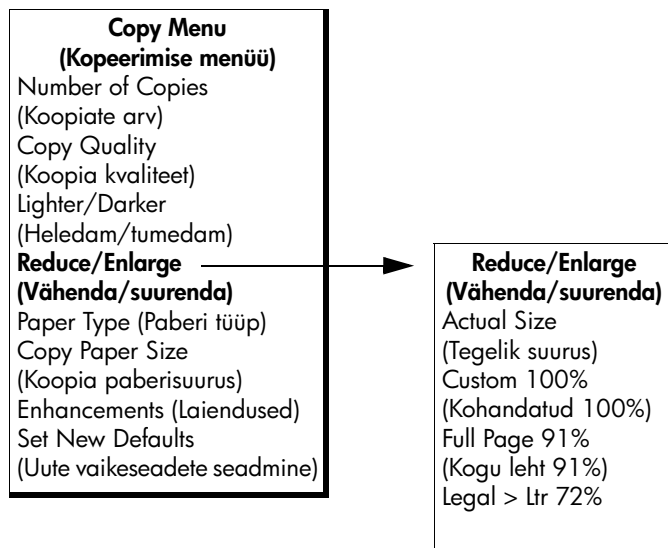 Copy Menu
(Kopeerimise menüü)
Number of Copies
(Koopiate arv)
Copy Quality
(Koopia kvaliteet)
Lighter/Darker
(Heledam/tumedam)
Reduce/Enlarge
(Vähenda/suurenda)
Paper Type (Paberi tüüp)
Copy Paper Size
(Koopia paberisuurus)
Enhancements (Laiendused)
Set New Defaults
(Uute vaikeseadete seadmine)
Reduce/Enlarge
(Vähenda/suurenda)
Actual Size
(Tegelik suurus)
Custom 100%
(Kohandatud 100%)
Full Page 91%
(Kogu leht 91%)
Legal > Ltr 72%